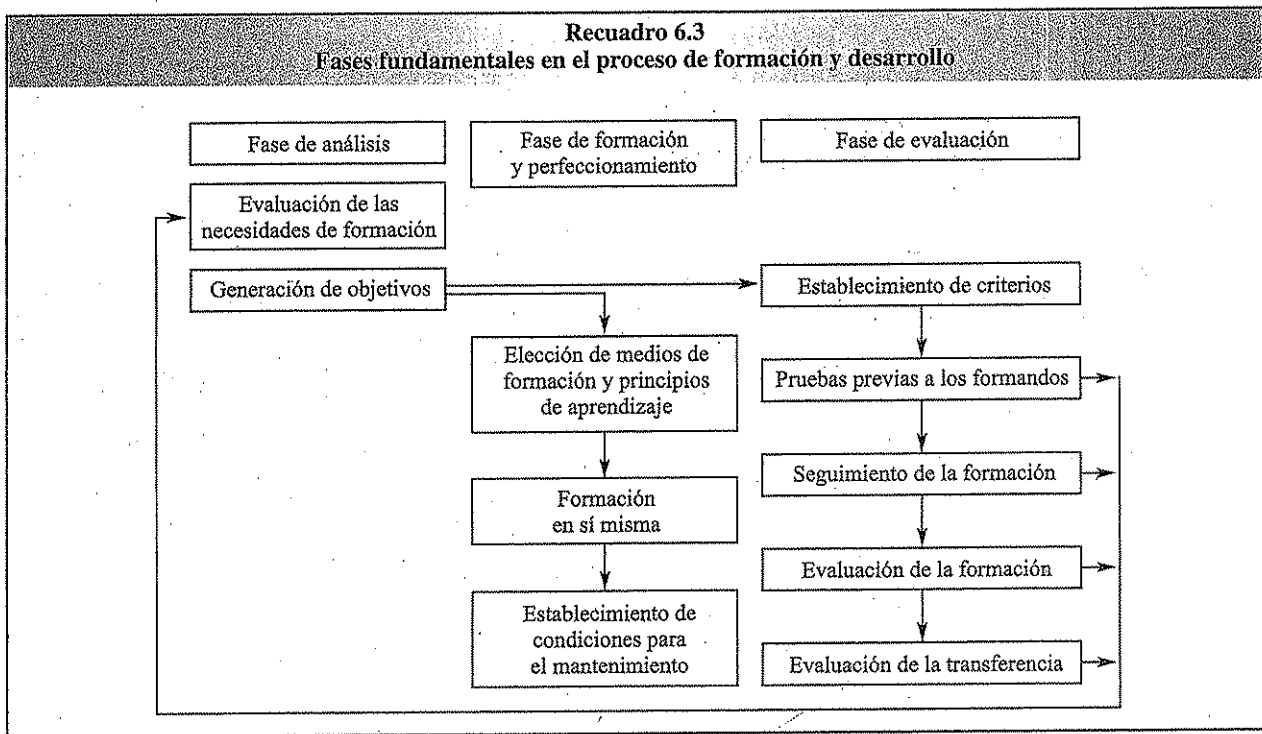 Recuadro 6.3
Fases fundamentales en el proceso de formación y desarrollo
Fase de análisis
Fase de formación
y perfeccionamiento
Fase de evaluación
Evaluación de las
necesidades de formación
Generación de objetivos
Establecimiento de criterios
Elección de medios de
formación y principios
de aprendizaje
Pruebas previas a los formandos
Seguimiento de la formación
Formación
en sí misma
Evaluación de la formación
Establecimiento de
condiciones para
el mantenimiento
Evaluación de la transferencia